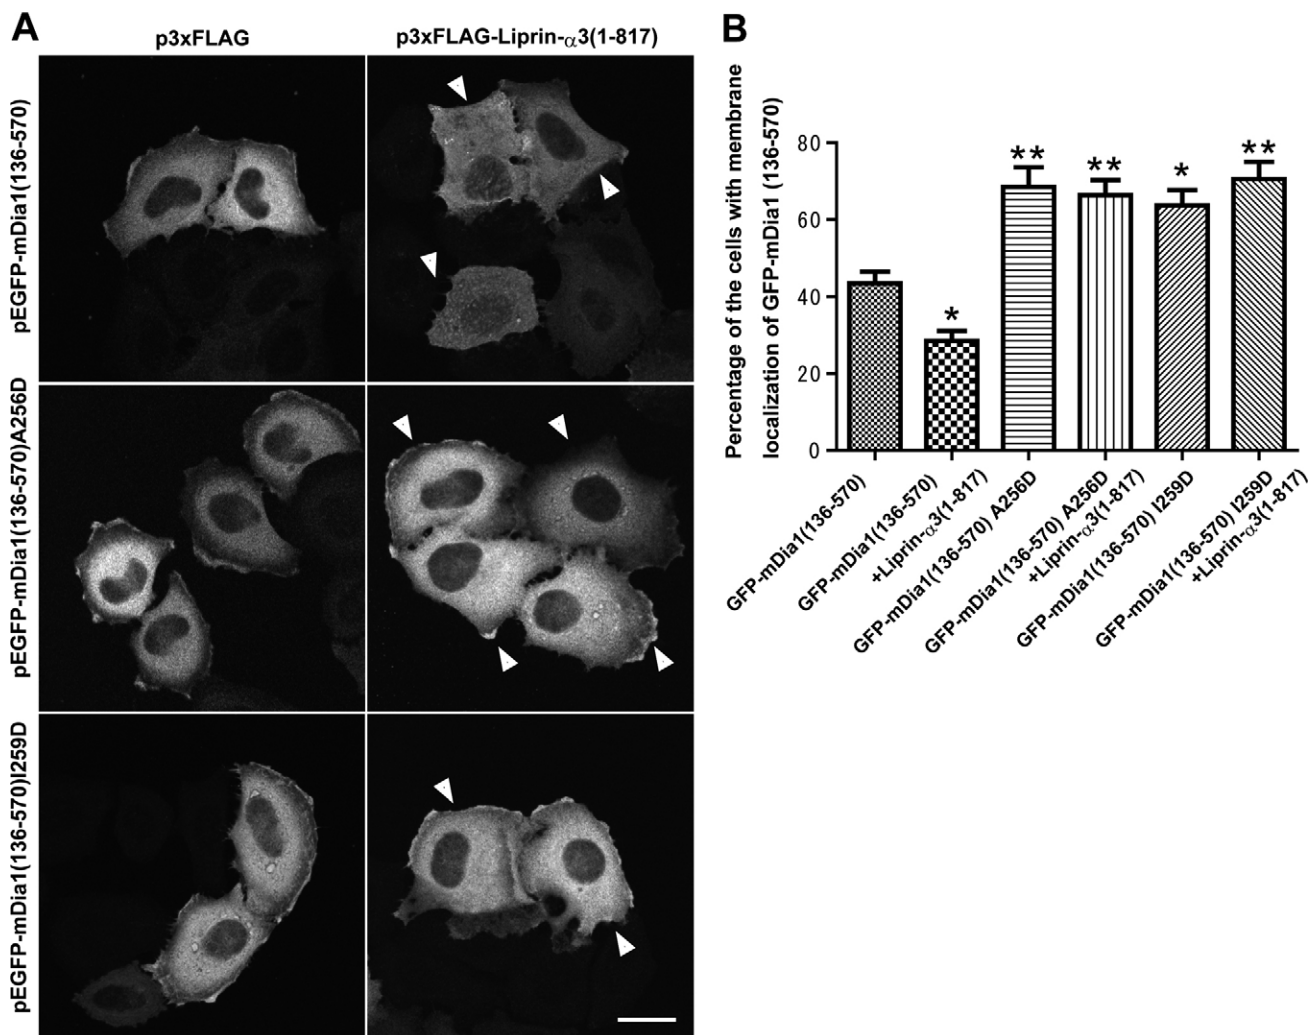 A
p3xFLAG
p3xFLAG-Liprin-α3(1-817)
pEGFP-mDia1(136-570)
pEGFP-mDia1(136-570)A256D
pEGFP-mDia1(136-570)I259D
B
Percentage of the cells with membrane
localization of GFP-mDia1 (136-570)
80
60
40
20
0
*
**
**
*
**
GFP-mDia1(136-570)
GFP-mDia1(136-570)
+Liprin-α3(1-817)
GFP-mDia1(136-570) A256D
GFP-mDia1(136-570) A256D
+Liprin-α3(1-817)
GFP-mDia1(136-570) I259D
GFP-mDia1(136-570) I259D
+Liprin-α3(1-817)